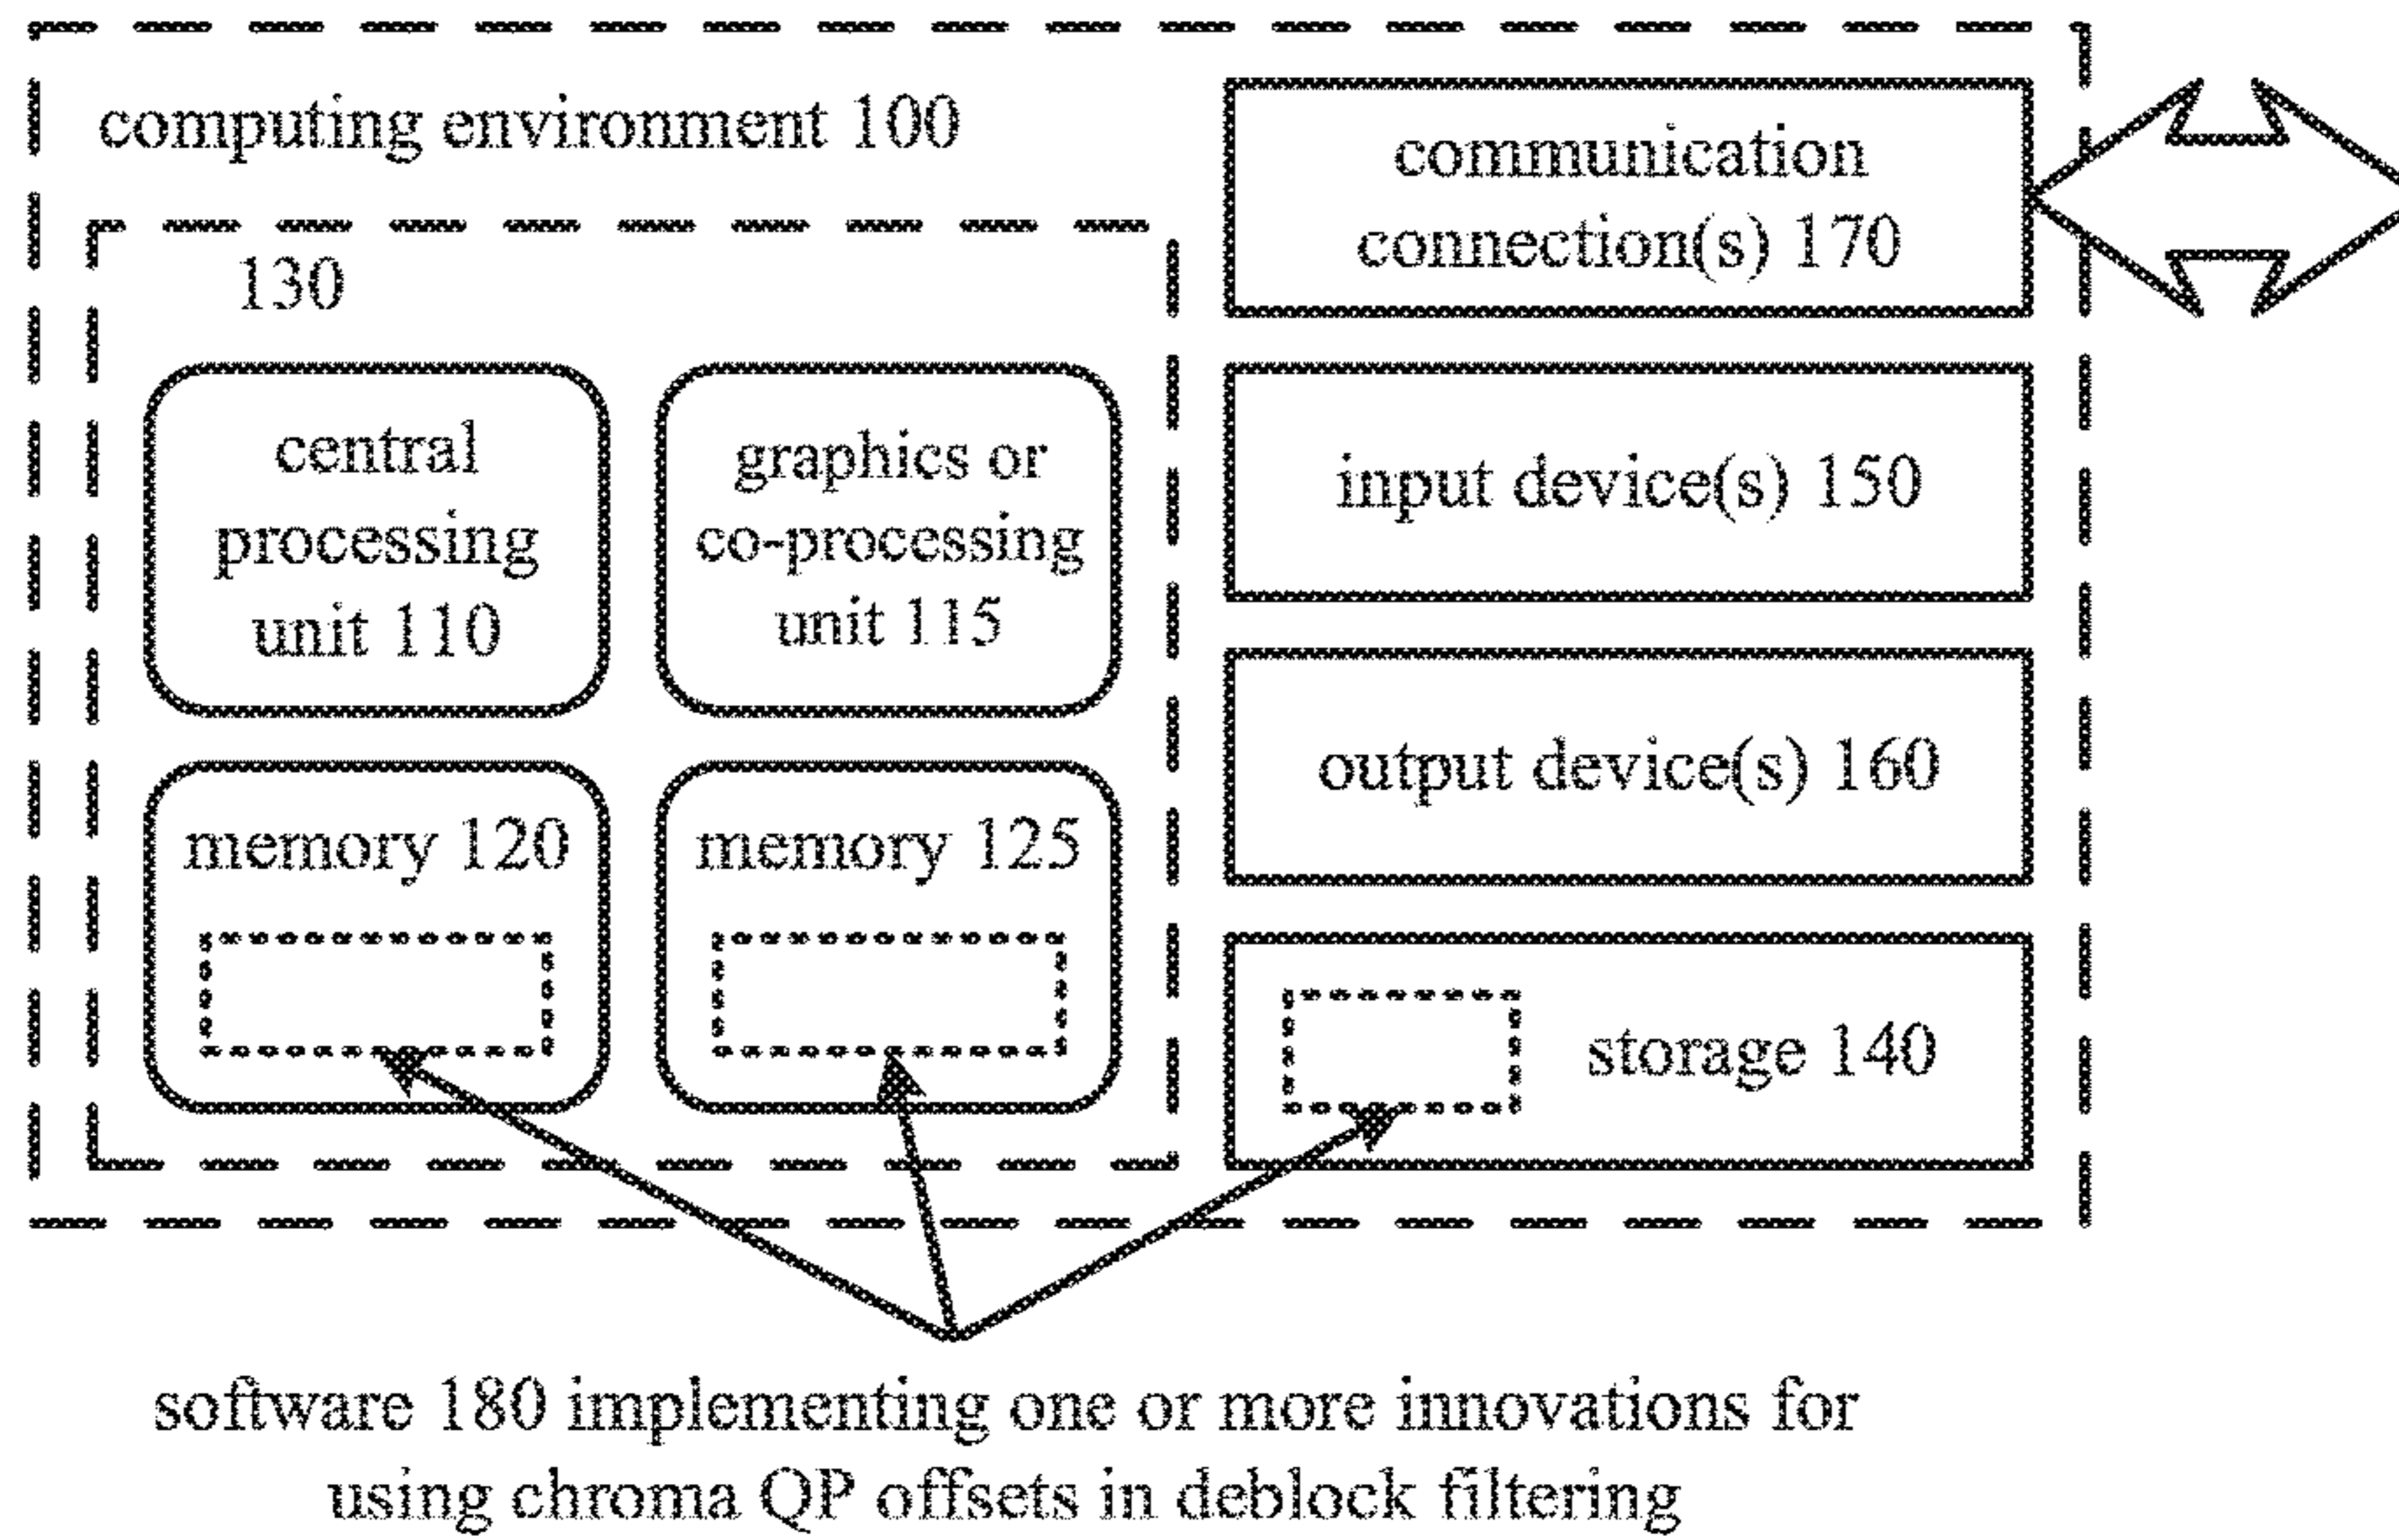 computing environment 100
130
central
processing
unit 110
graphics or
co-processing
unit 115
memory 120
memory 125
communication
connection(s) 170
input device(s) 150
output device(s) 160
storage 140
software 180 implementing one or more innovations for
using chroma QP offsets in deblock filtering